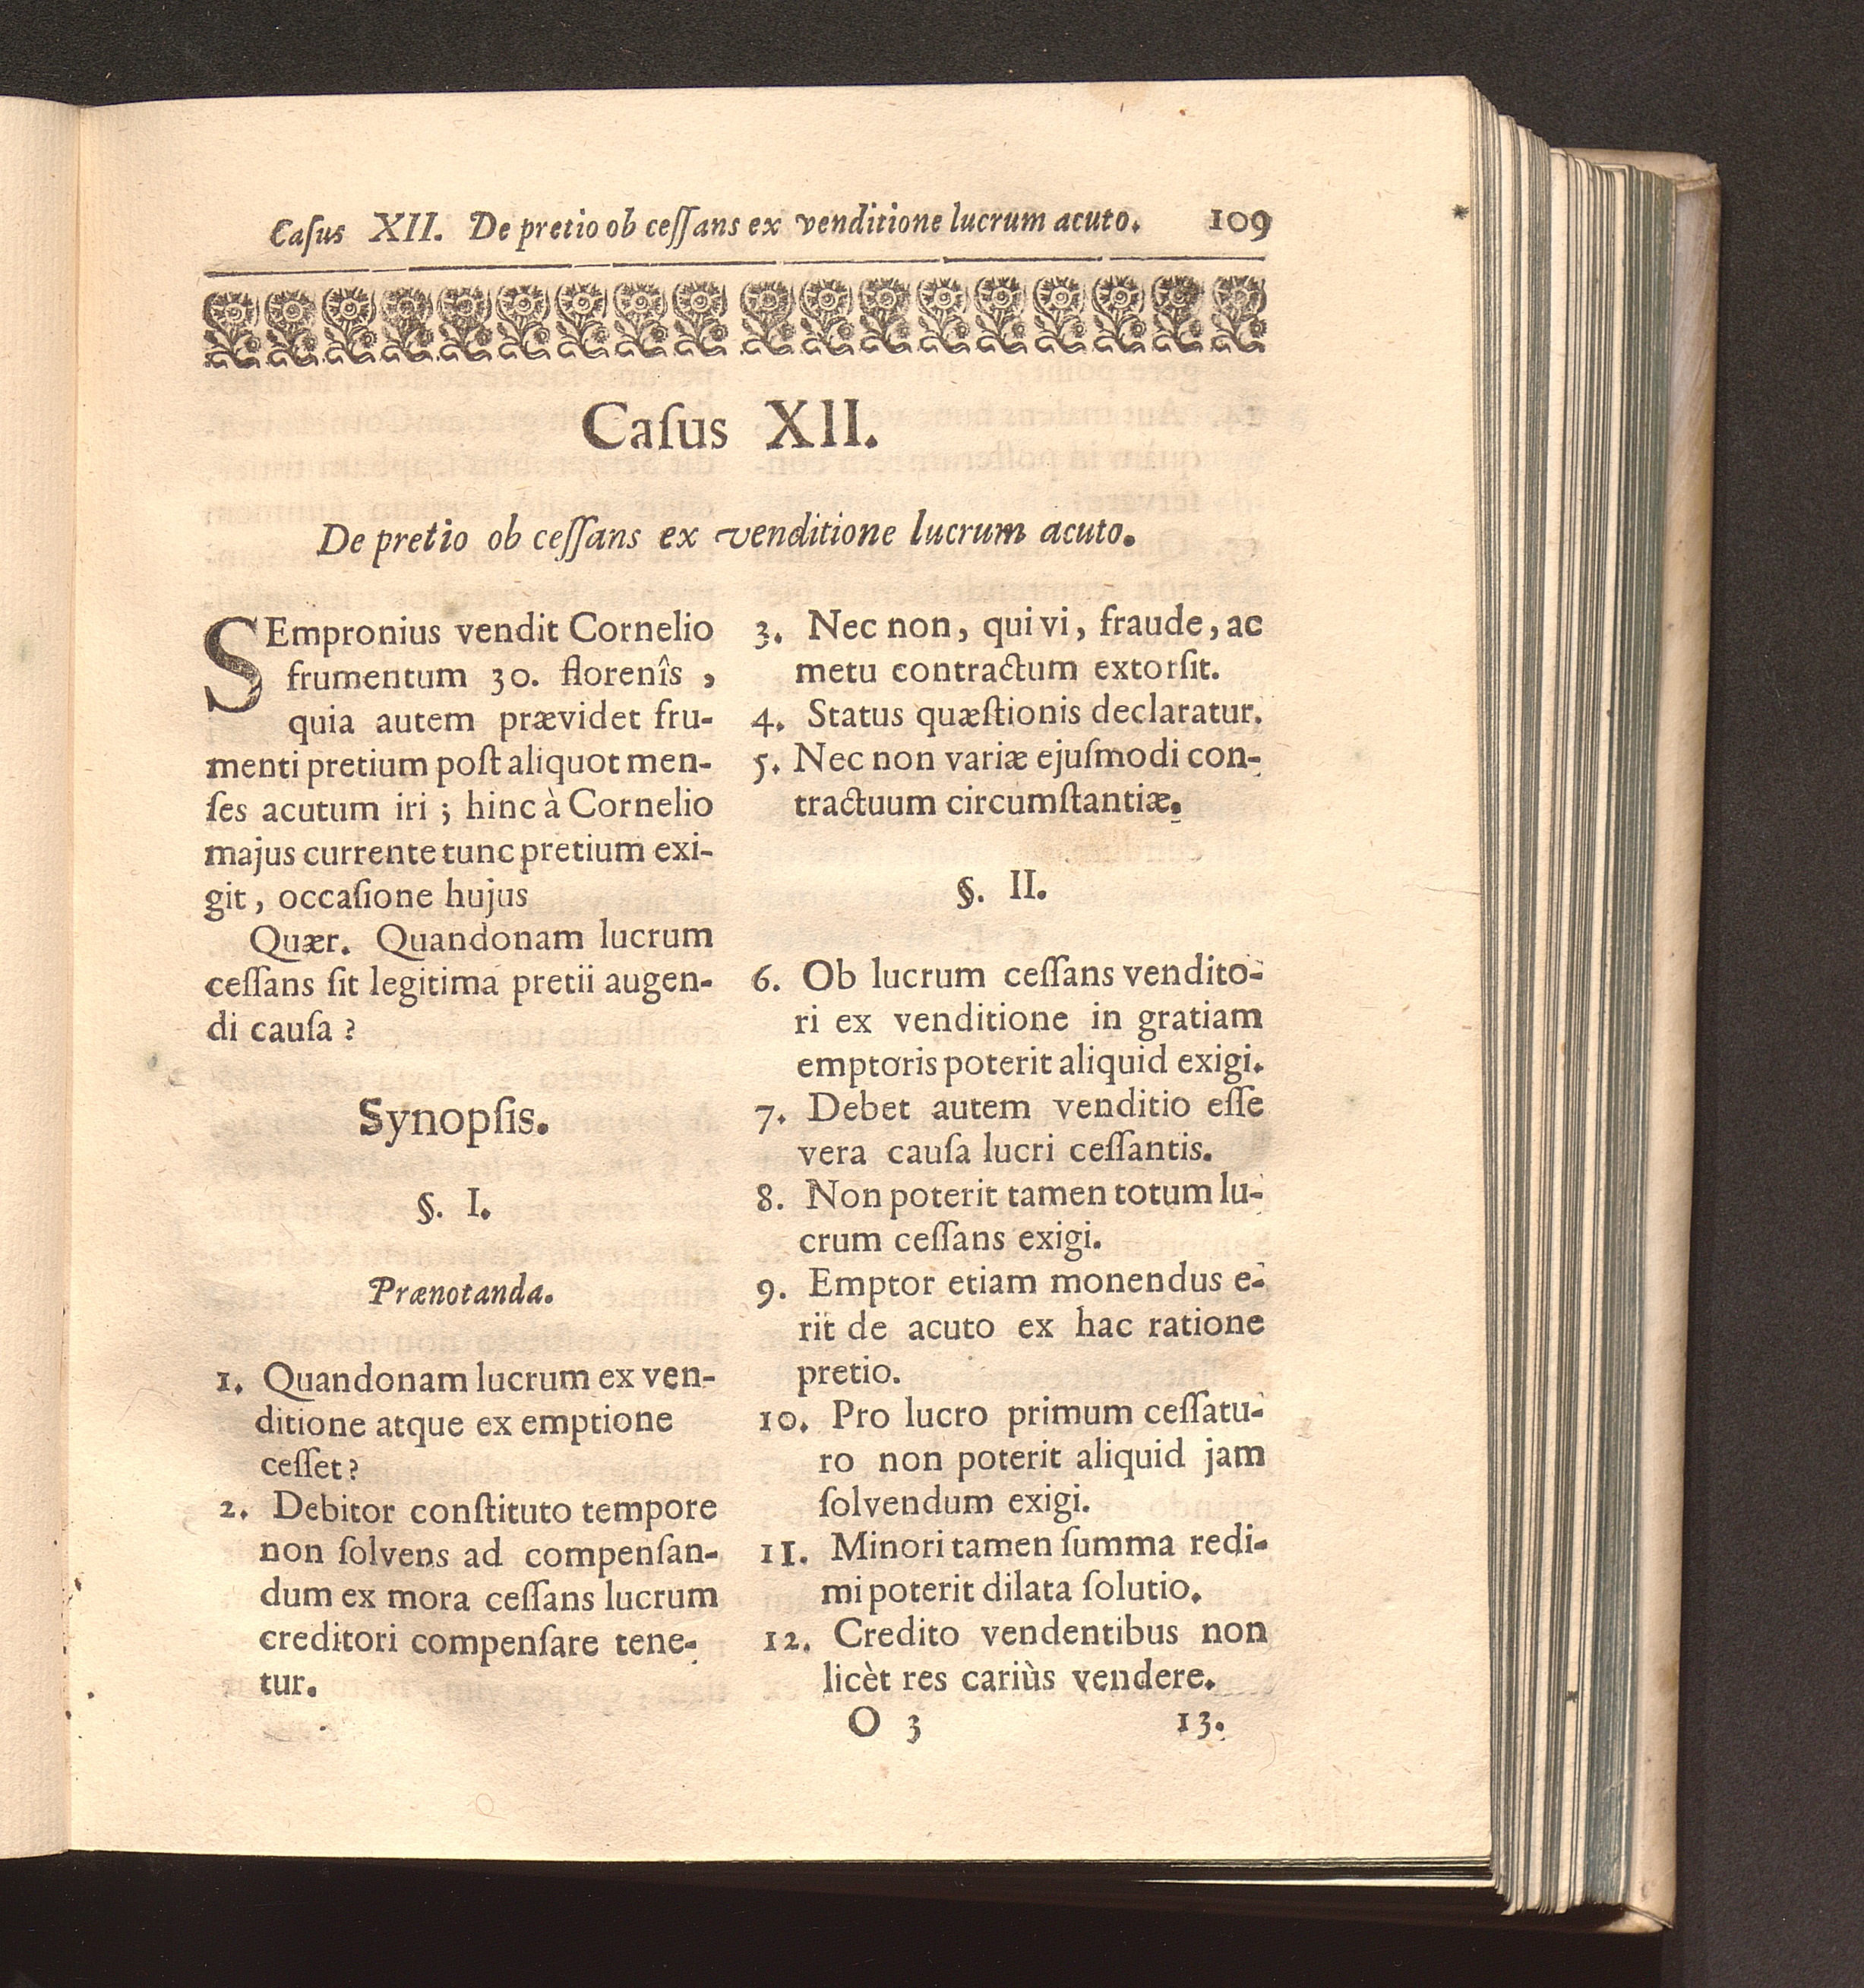 Caſus XII. De pretio ob ceſſans ex venditione lucrum acuto. 109
Caſus XII.
De pretio ob ceſſans ex venditione lucrum acuto.
SEmpronius vendit Cornelio
frumentum 30. florenîs ,
quia autem prævidet fru-
menti pretium poſt aliquot men-
ſes acutum iri ; hinc à Cornelio
majus currente tunc pretium exi-
git , occaſione hujus
Quær. Quandonam lucrum
ceſſans ſit legitima pretii augen-
di cauſa ?
Synopſis.
§. I.
Prænotanda.
1. Quandonam lucrum ex ven-
ditione atque ex emptione
ceſſet ?
2. Debitor conſtituto tempore
non ſolvens ad compenſan-
dum ex mora ceſſans lucrum
creditori compenſare tene-
tur.
3. Nec non , qui vi , fraude , ac
metu contractum extorſit.
4. Status quæſtionis declaratur.
5. Nec non variæ ejuſmodi con-
tractuum circumſtantiæ.
§. II.
6. Ob lucrum ceſſans vendito-
ri ex venditione in gratiam
emptoris poterit aliquid exigi.
7. Debet autem venditio eſſe
vera cauſa lucri ceſſantis.
8. Non poterit tamen totum lu-
crum ceſſans exigi.
9. Emptor etiam monendus e-
rit de acuto ex hac ratione
pretio.
10. Pro lucro primum ceſſatu-
ro non poterit aliquid jam
ſolvendum exigi.
11. Minori tamen ſumma redi-
mi poterit dilata ſolutio.
12. Credito vendentibus non
licèt res cariùs vendere.
O 3 13.